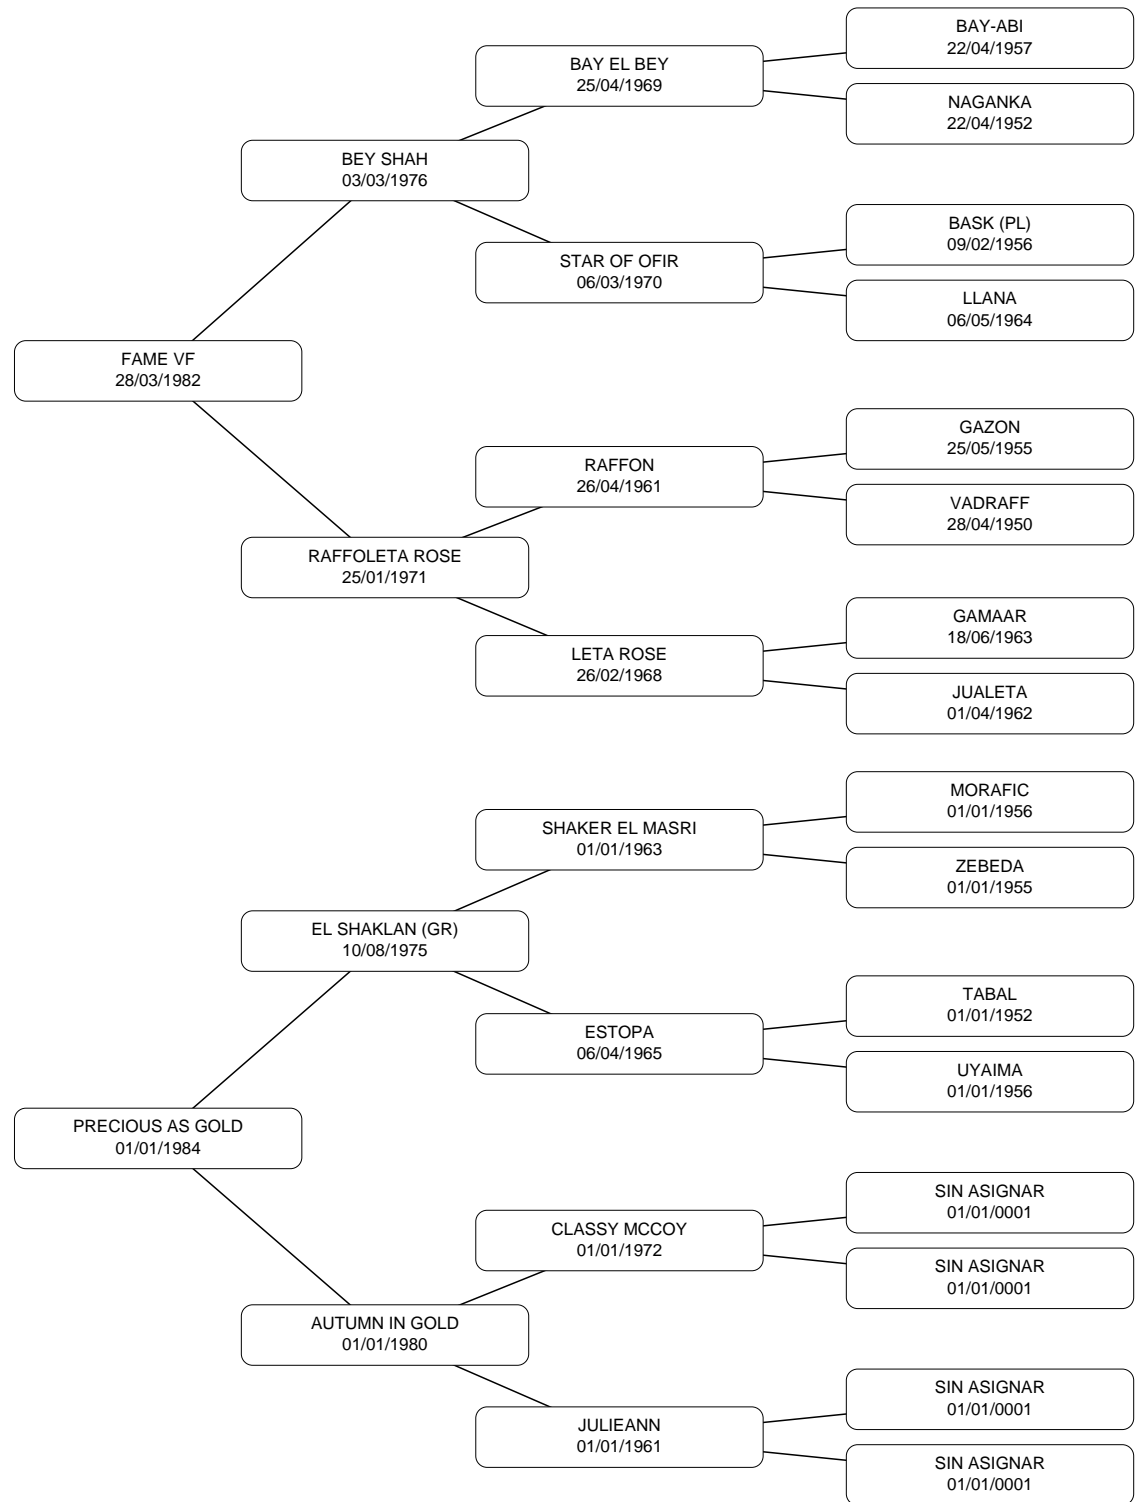 BAY-ABI
22/04/1957
BAY EL BEY
25/04/1969
NAGANKA
22/04/1952
BEY SHAH
03/03/1976
BASK (PL)
09/02/1956
STAR OF OFIR
06/03/1970
LLANA
06/05/1964
FAME VF
28/03/1982
GAZON
25/05/1955
RAFFON
26/04/1961
VADRAFF
28/04/1950
RAFFOLETA ROSE
25/01/1971
GAMAAR
18/06/1963
LETA ROSE
26/02/1968
JUALETA
01/04/1962
MORAFIC
01/01/1956
SHAKER EL MASRI
01/01/1963
ZEBEDA
01/01/1955
EL SHAKLAN (GR)
10/08/1975
TABAL
01/01/1952
ESTOPA
06/04/1965
UYAIMA
01/01/1956
PRECIOUS AS GOLD
01/01/1984
SIN ASIGNAR
01/01/0001
CLASSY MCCOY
01/01/1972
SIN ASIGNAR
01/01/0001
AUTUMN IN GOLD
01/01/1980
SIN ASIGNAR
01/01/0001
JULIEANN
01/01/1961
SIN ASIGNAR
01/01/0001